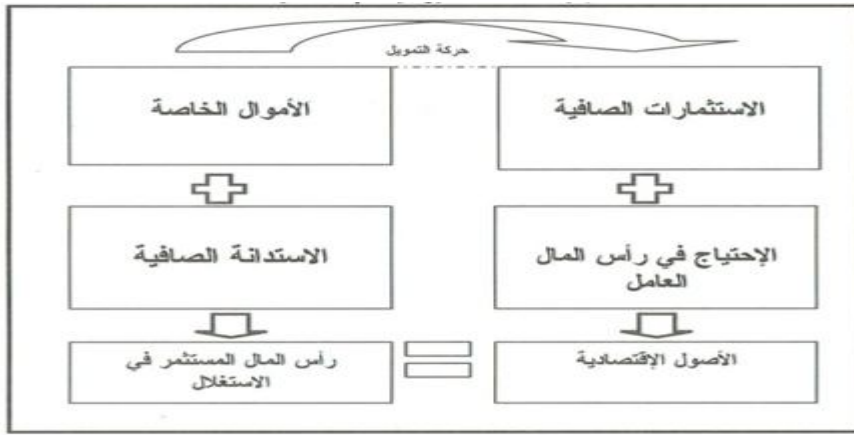 حركة التمويل
الاستثمارات الصافية
الأموال الخاصة
الإحتياج في رأس المال
العامل
الاستدانة الصافية
الأصول الإقتصادية
رأس المال المستثمر في
الاستغلال